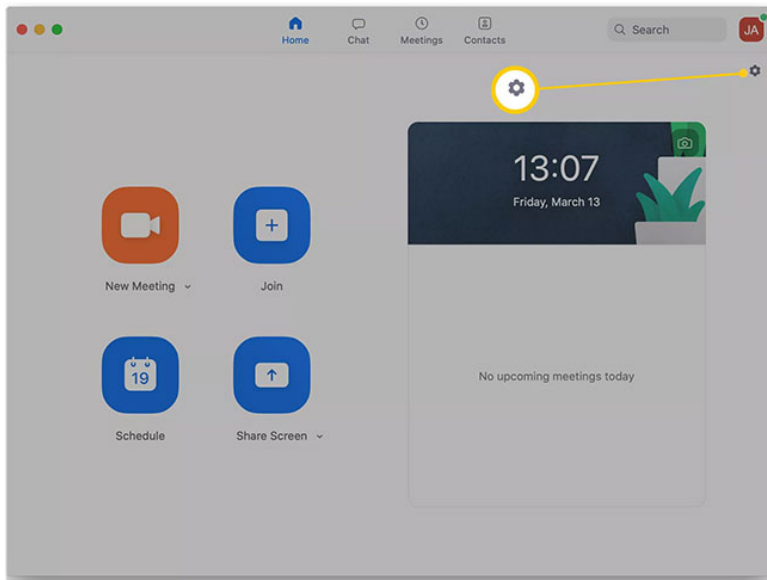 Home
Chat
Meetings
Contacts
Search
JA
13:07
Friday, March 13
New Meeting
Join
No upcoming meetings today
19
Schedule
Share Screen